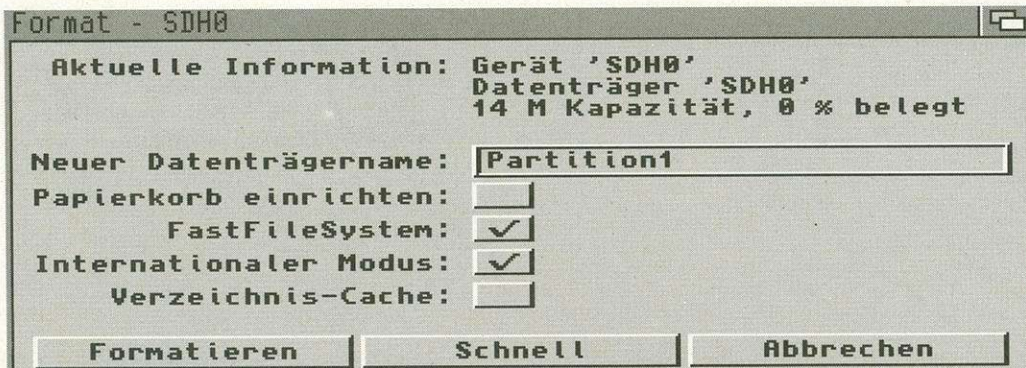 Format - SDH0
Aktuelle Information: Gerät 'SDH0'
Datenträger 'SDH0'
14 M Kapazität, 0 % belegt
Neuer Datenträgername: Partition1
Papierkorb einrichten:
FastFileSystem:
Internationaler Modus:
Verzeichnis-Cache:
Formatieren Schnell Abbrechen